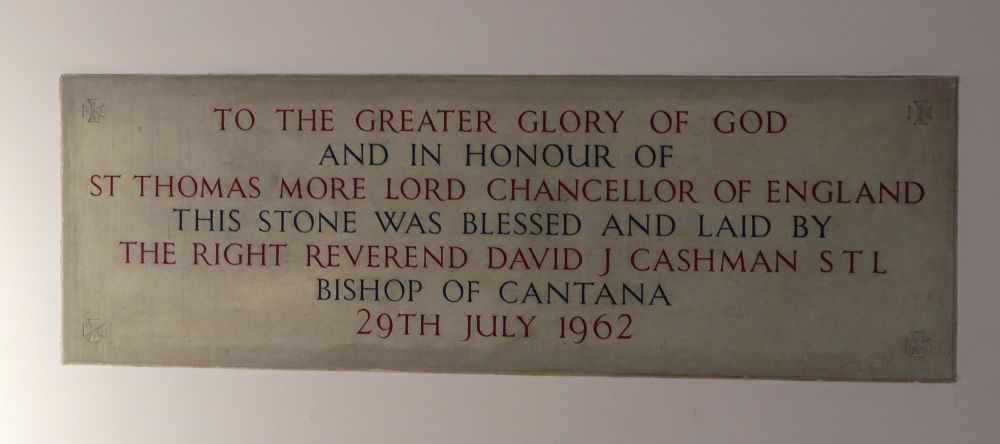 TO THE GREATER GLORY OF GOD
AND IN HONOUR OF
ST THOMAS MORE LORD CHANCELLOR OF ENGLAND
THIS STONE WAS BLESSED AND LAID BY
THE RIGHT REVEREND DAVID J CASHMAN S T L
BISHOP OF CANTANA
29TH JULY 1962